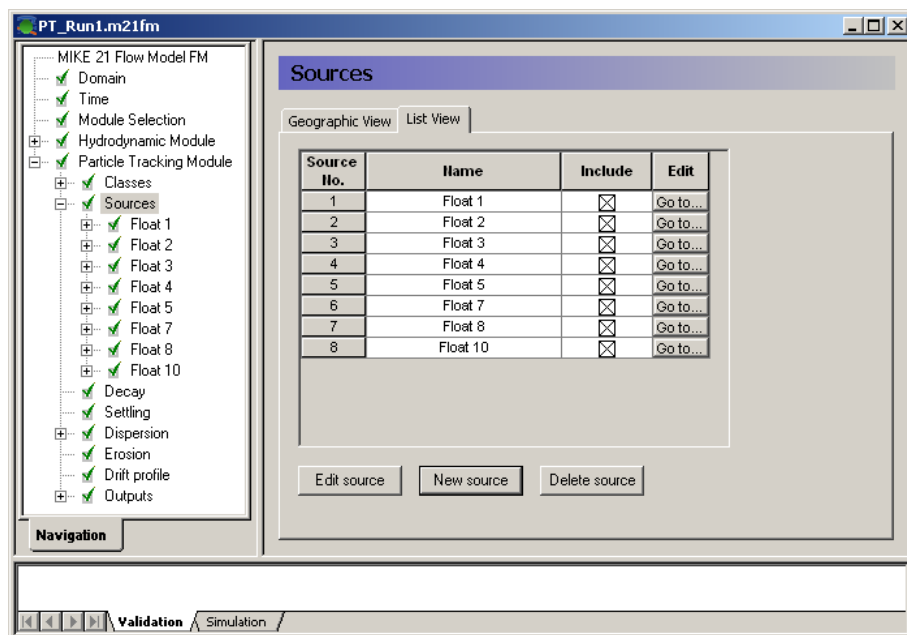 PT_Run1.m21fm
MIKE 21 Flow Model FM
Domain
Time
Module Selection
Hydrodynamic Module
Particle Tracking Module
Classes
Sources
Float 1
Float 2
Float 3
Float 4
Float 5
Float 7
Float 8
Float 10
Decay
Settling
Dispersion
Erosion
Drift profile
Outputs
Navigation
Sources
Geographic View List View
Source No. Name Include Edit
1 Float 1 Go to...
2 Float 2 Go to...
3 Float 3 Go to...
4 Float 4 Go to...
5 Float 5 Go to...
6 Float 7 Go to...
7 Float 8 Go to...
8 Float 10 Go to...
Edit source New source Delete source
Validation Simulation